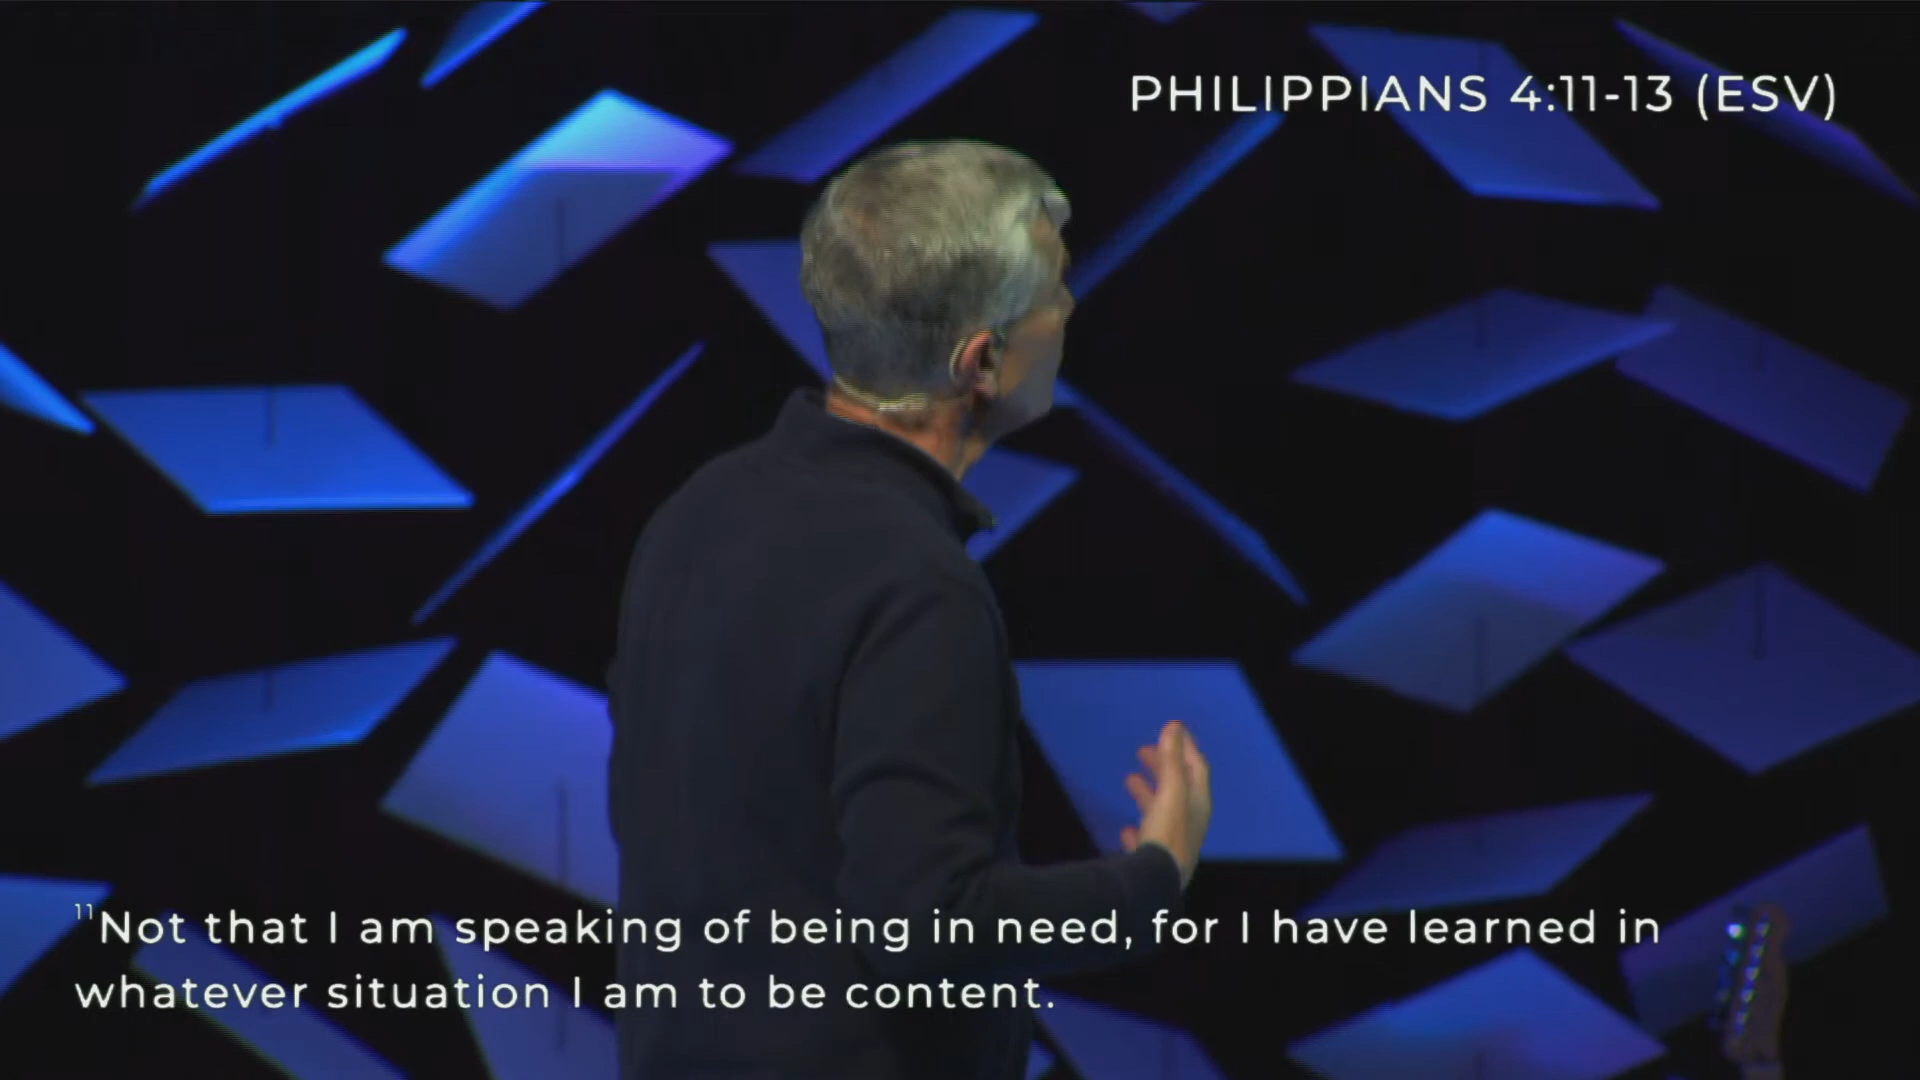 PHILIPPIANS 4:11-13 (ESV)
¹¹Not that I am speaking of being in need, for I have learned in
whatever situation I am to be content.